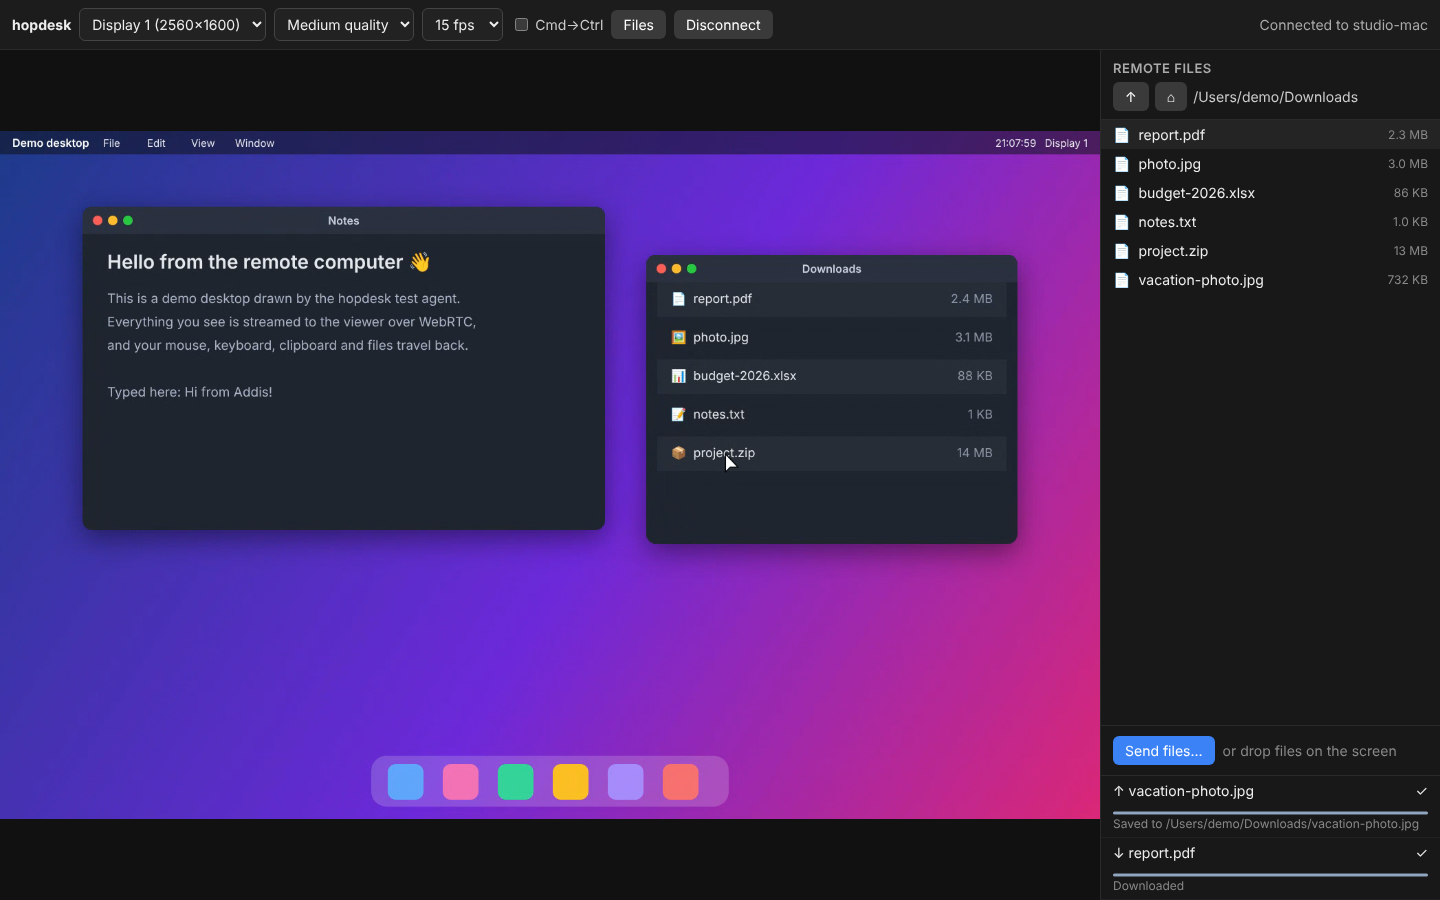 hopdesk Display 1 (2560×1600) Medium quality 15 fps Cmd→Ctrl Files Disconnect Connected to studio-mac
Demo desktop File Edit View Window 21:07:59 Display 1
Notes
Hello from the remote computer 👋
This is a demo desktop drawn by the hopdesk test agent.
Everything you see is streamed to the viewer over WebRTC,
and your mouse, keyboard, clipboard and files travel back.
Typed here: Hi from Addis!
Downloads
report.pdf 2.4 MB
photo.jpg 3.1 MB
budget-2026.xlsx 88 KB
notes.txt 1 KB
project.zip 14 MB
REMOTE FILES
↑ ⌂ /Users/demo/Downloads
report.pdf 2.3 MB
photo.jpg 3.0 MB
budget-2026.xlsx 86 KB
notes.txt 1.0 KB
project.zip 13 MB
vacation-photo.jpg 732 KB
Send files... or drop files on the screen
↑ vacation-photo.jpg ✓
Saved to /Users/demo/Downloads/vacation-photo.jpg
↓ report.pdf ✓
Downloaded